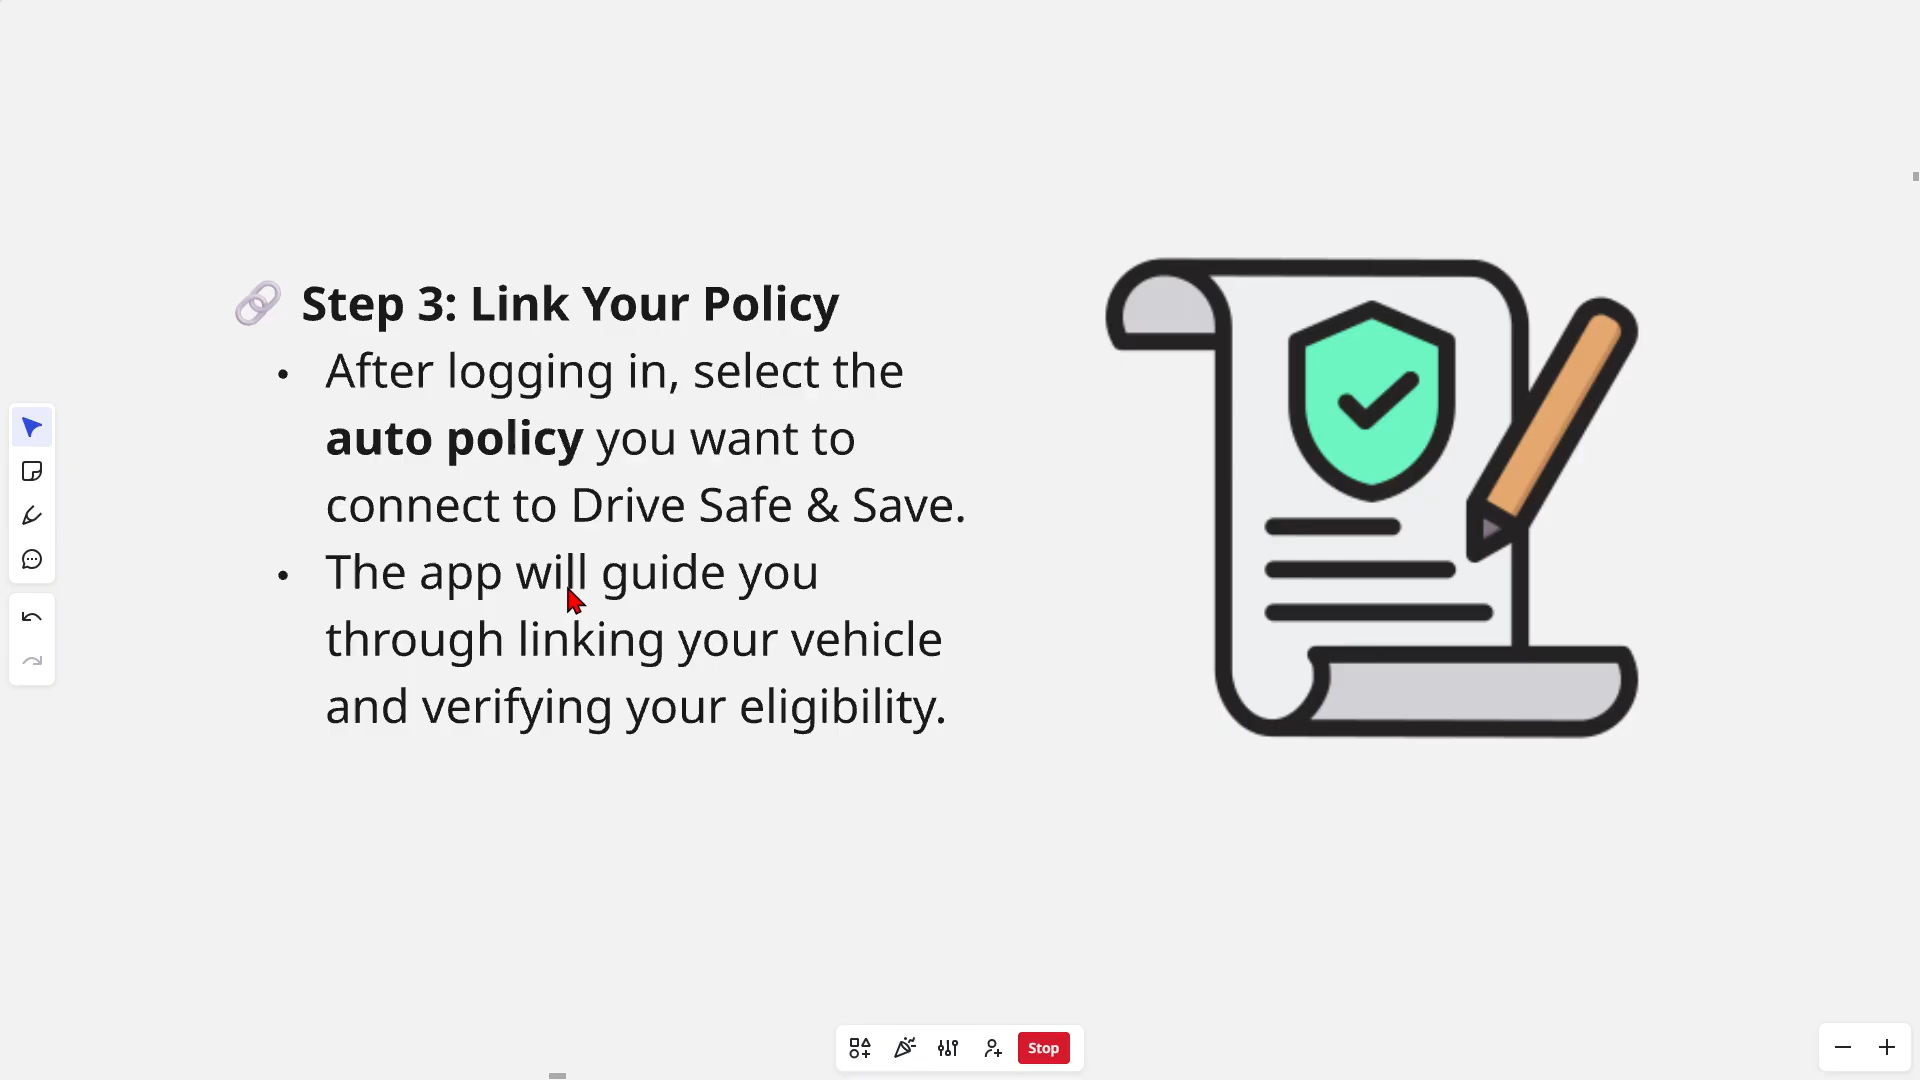 🔗 Step 3: Link Your Policy
• After logging in, select the
auto policy you want to
connect to Drive Safe & Save.
• The app will guide you
through linking your vehicle
and verifying your eligibility.
Stop